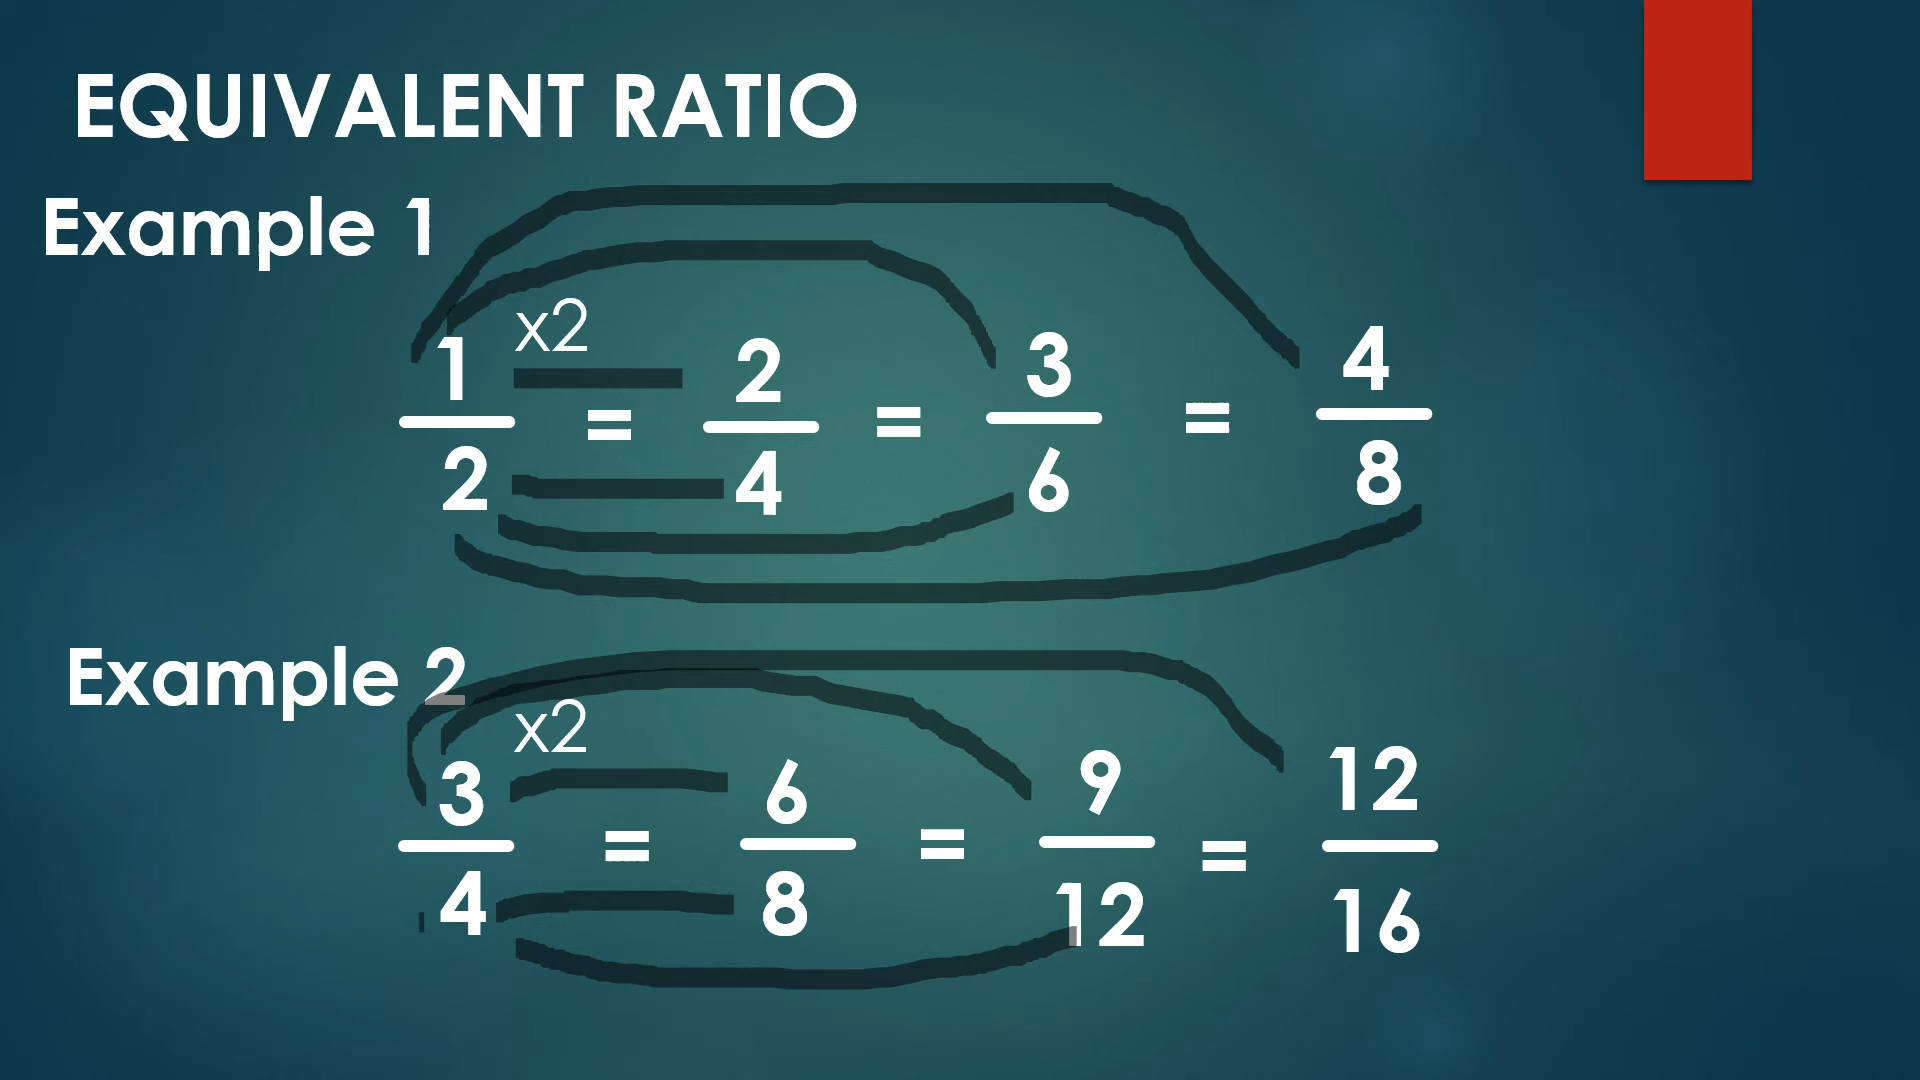 EQUIVALENT RATIO
Example 1
x2
1/2 = 2/4 = 3/6 = 4/8
Example 2
x2
3/4 = 6/8 = 9/12 = 12/16